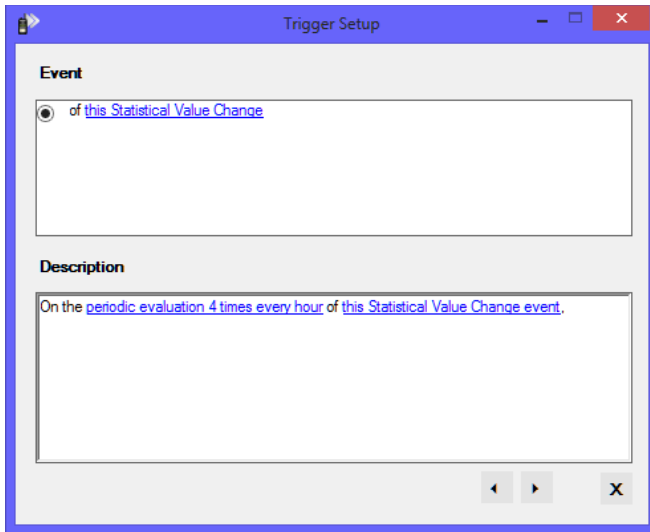 Trigger Setup
Event
of this Statistical Value Change
Description
On the periodic evaluation 4 times every hour of this Statistical Value Change event,
X